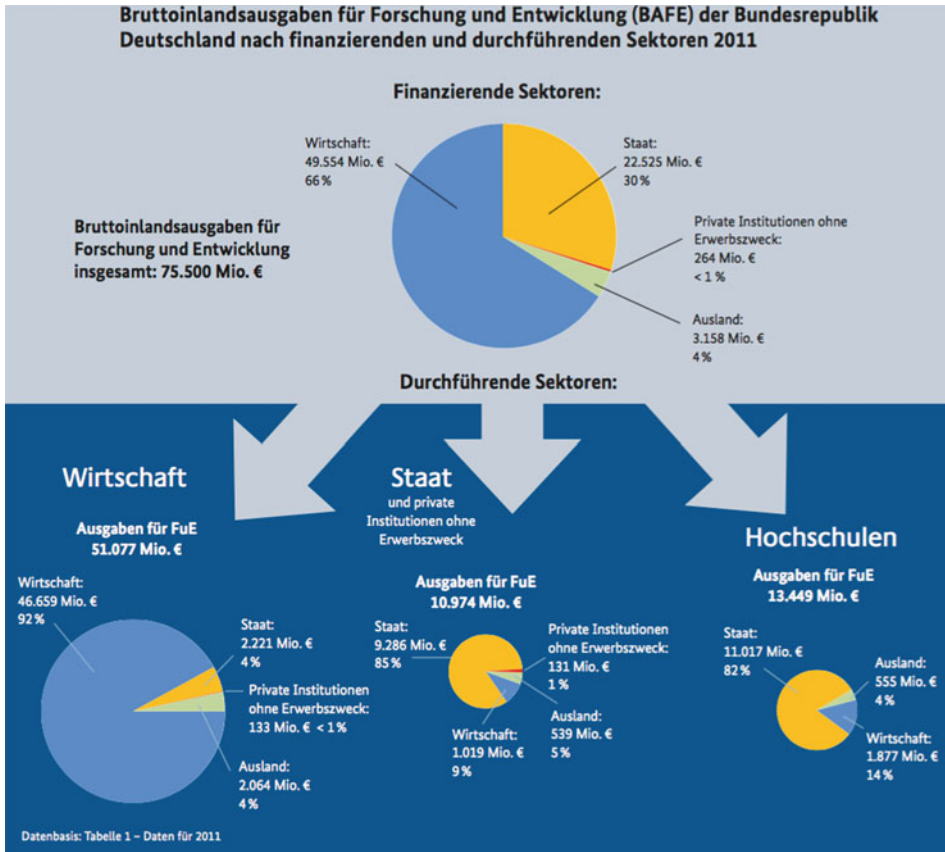 Bruttoinlandsausgaben für Forschung und Entwicklung (BAFE) der Bundesrepublik
Deutschland nach finanzierenden und durchführenden Sektoren 2011
Finanzierende Sektoren:
Wirtschaft:
49.554 Mio. €
66 %
Staat:
22.525 Mio. €
30 %
Bruttoinlandsausgaben für
Forschung und Entwicklung
insgesamt: 75.500 Mio. €
Private Institutionen ohne
Erwerbszweck:
264 Mio. €
< 1 %
Ausland:
3.158 Mio. €
4 %
Durchführende Sektoren:
Wirtschaft
Ausgaben für FuE
51.077 Mio. €
Wirtschaft:
46.659 Mio. €
92 %
Staat:
2.221 Mio. €
4 %
Private Institutionen
ohne Erwerbszweck:
133 Mio. € < 1 %
Ausland:
2.064 Mio. €
4 %
Staat
und private
Institutionen ohne
Erwerbszweck
Ausgaben für FuE
10.974 Mio. €
Staat:
9.286 Mio. €
85 %
Private Institutionen
ohne Erwerbszweck:
131 Mio. €
1 %
Wirtschaft:
1.019 Mio. €
9 %
Ausland:
539 Mio. €
5 %
Hochschulen
Ausgaben für FuE
13.449 Mio. €
Staat:
11.017 Mio. €
82 %
Ausland:
555 Mio. €
4 %
Wirtschaft:
1.877 Mio. €
14 %
Datenbasis: Tabelle 1 – Daten für 2011